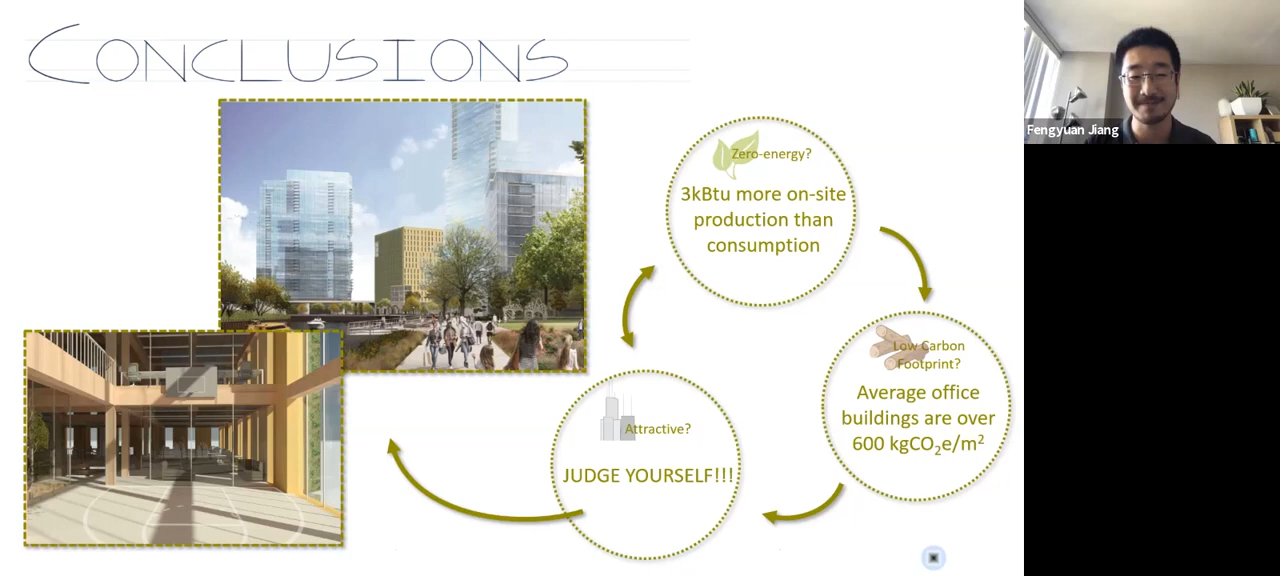 CONCLUSIONS
Zero-energy?
3kBtu more on-site
production than
consumption
Low Carbon
Footprint?
Average office
buildings are over
600 kgCO₂e/m²
Attractive?
JUDGE YOURSELF!!!
Fengyuan Jiang